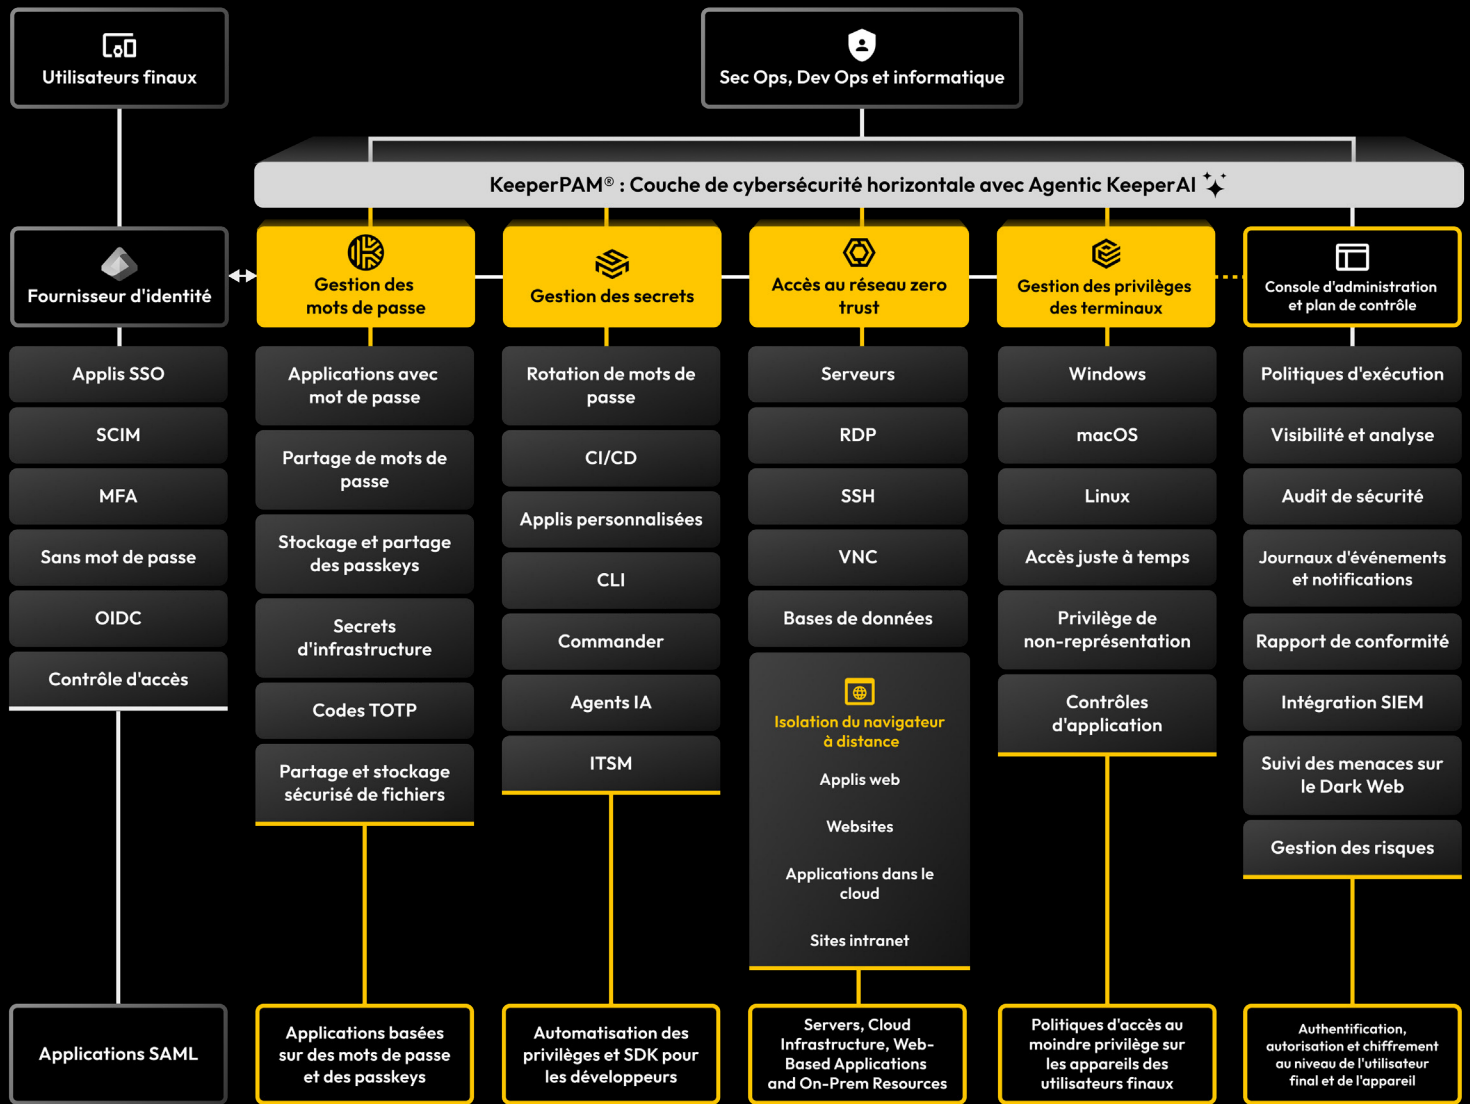 Utilisateurs finaux
Sec Ops, Dev Ops et informatique
KeeperPAM® : Couche de cybersécurité horizontale avec Agentic KeeperAI
Fournisseur d'identité
Applis SSO
SCIM
MFA
Sans mot de passe
OIDC
Contrôle d'accès
Applications SAML
Gestion des
mots de passe
Applications avec
mot de passe
Partage de mots de
passe
Stockage et partage
des passkeys
Secrets
d'infrastructure
Codes TOTP
Partage et stockage
sécurisé de fichiers
Applications basées
sur des mots de passe
et des passkeys
Gestion des secrets
Rotation de mots de
passe
CI/CD
Applis personnalisées
CLI
Commander
Agents IA
ITSM
Automatisation des
privilèges et SDK pour
les développeurs
Accès au réseau zero
trust
Serveurs
RDP
SSH
VNC
Bases de données
Isolation du navigateur
à distance
Applis web
Websites
Applications dans le
cloud
Sites intranet
Servers, Cloud
Infrastructure, Web-
Based Applications
and On-Prem Resources
Gestion des privilèges
des terminaux
Windows
macOS
Linux
Accès juste à temps
Privilège de
non-représentation
Contrôles
d'application
Politiques d'accès au
moindre privilège sur
les appareils des
utilisateurs finaux
Console d'administration
et plan de contrôle
Politiques d'exécution
Visibilité et analyse
Audit de sécurité
Journaux d'événements
et notifications
Rapport de conformité
Intégration SIEM
Suivi des menaces sur
le Dark Web
Gestion des risques
Authentification,
autorisation et chiffrement
au niveau de l'utilisateur
final et de l'appareil